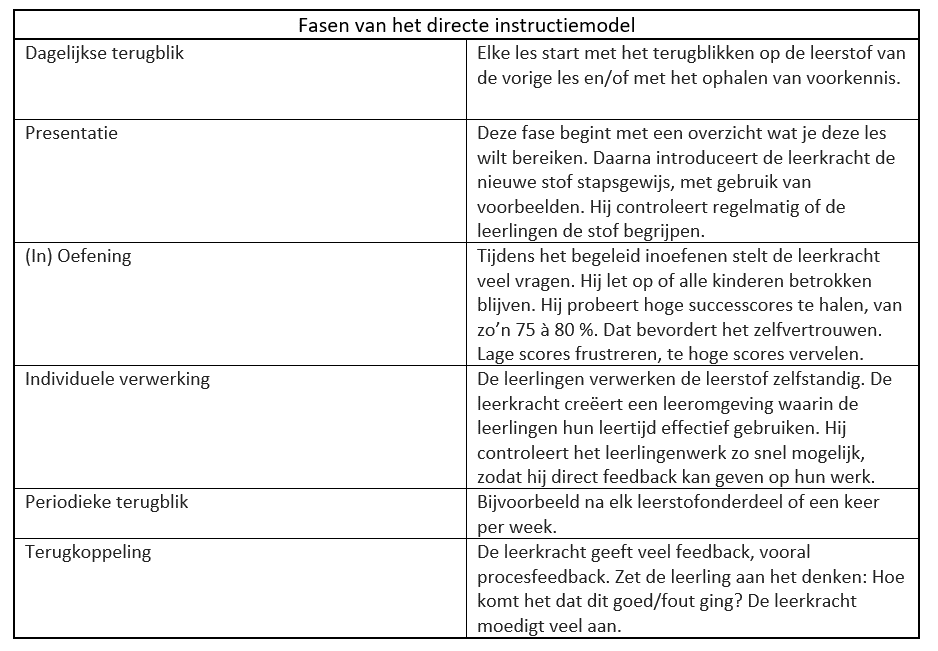 Fasen van het directe instructiemodel
Dagelijkse terugblik
Elke les start met het terugblikken op de leerstof van
de vorige les en/of met het ophalen van voorkennis.
Presentatie
Deze fase begint met een overzicht wat je deze les
wilt bereiken. Daarna introduceert de leerkracht de
nieuwe stof stapsgewijs, met gebruik van
voorbeelden. Hij controleert regelmatig of de
leerlingen de stof begrijpen.
(In) Oefening
Tijdens het begeleid inoefenen stelt de leerkracht
veel vragen. Hij let op of alle kinderen betrokken
blijven. Hij probeert hoge successcores te halen, van
zo’n 75 à 80 %. Dat bevordert het zelfvertrouwen.
Lage scores frustreren, te hoge scores vervelen.
Individuele verwerking
De leerlingen verwerken de leerstof zelfstandig. De
leerkracht creëert een leeromgeving waarin de
leerlingen hun leertijd effectief gebruiken. Hij
controleert het leerlingenwerk zo snel mogelijk,
zodat hij direct feedback kan geven op hun werk.
Periodieke terugblik
Bijvoorbeeld na elk leerstofonderdeel of een keer
per week.
Terugkoppeling
De leerkracht geeft veel feedback, vooral
procesfeedback. Zet de leerling aan het denken: Hoe
komt het dat dit goed/fout ging? De leerkracht
moedigt veel aan.